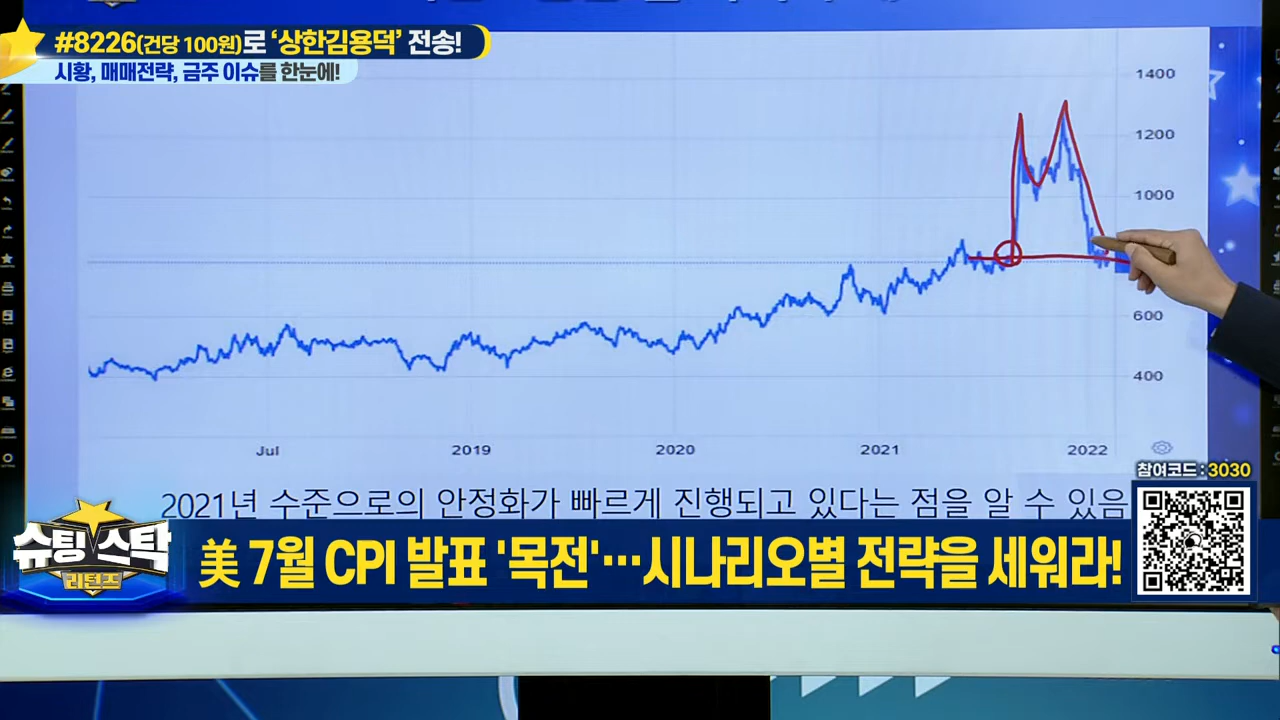 #8226(건당 100원)로 ‘상한김용덕’ 전송!
시황, 매매전략, 금주 이슈를 한눈에!
1400
1200
1000
600
400
Jul 2019 2020 2021 2022
참여코드 : 3030
2021년 수준으로의 안정화가 빠르게 진행되고 있다는 점을 알 수 있음
슈팅스탁
리턴즈
美 7월 CPI 발표 '목전'…시나리오별 전략을 세워라!